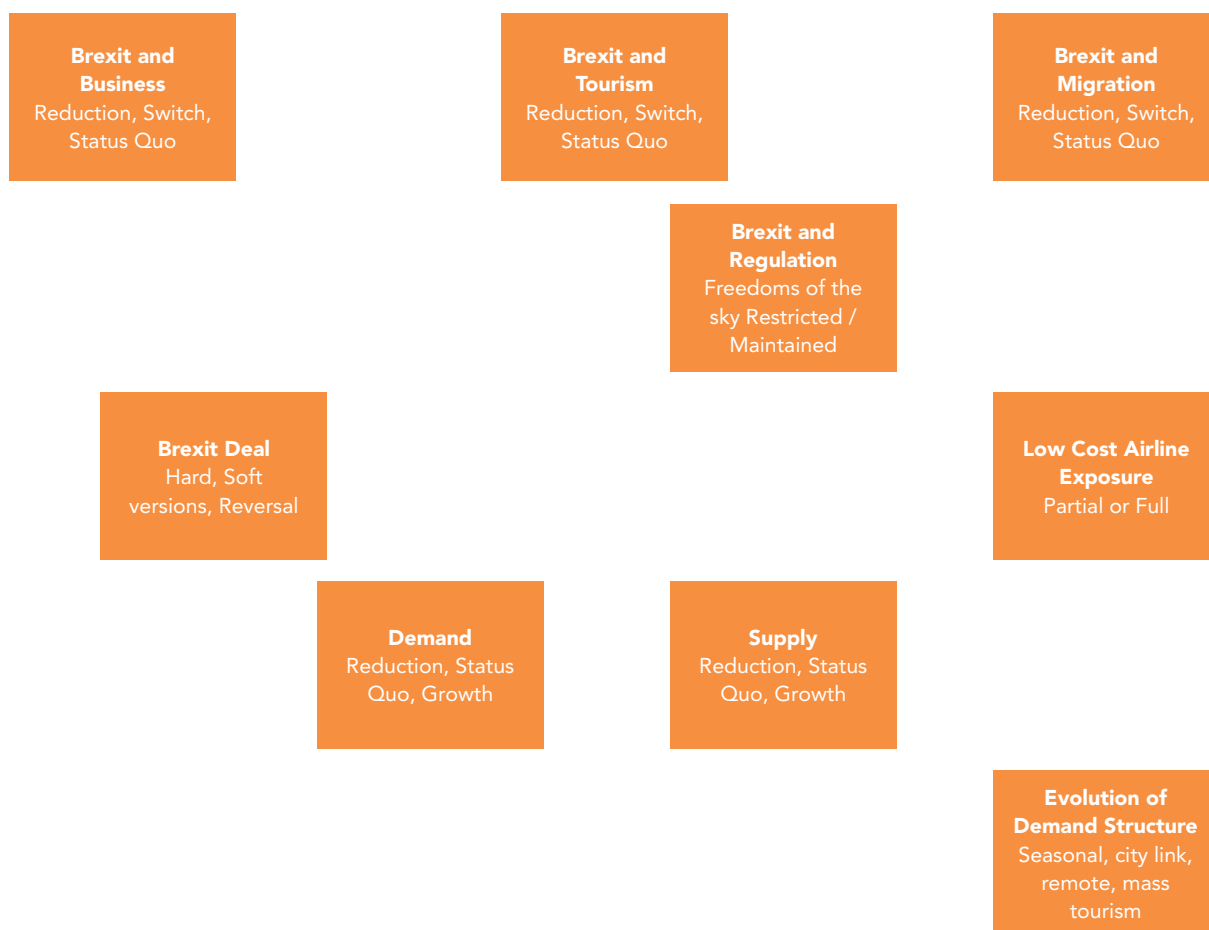 Brexit and
Business
Reduction, Switch,
Status Quo
Brexit and
Tourism
Reduction, Switch,
Status Quo
Brexit and
Migration
Reduction, Switch,
Status Quo
Brexit and
Regulation
Freedoms of the
sky Restricted /
Maintained
Brexit Deal
Hard, Soft
versions, Reversal
Low Cost Airline
Exposure
Partial or Full
Demand
Reduction, Status
Quo, Growth
Supply
Reduction, Status
Quo, Growth
Evolution of
Demand Structure
Seasonal, city link,
remote, mass
tourism